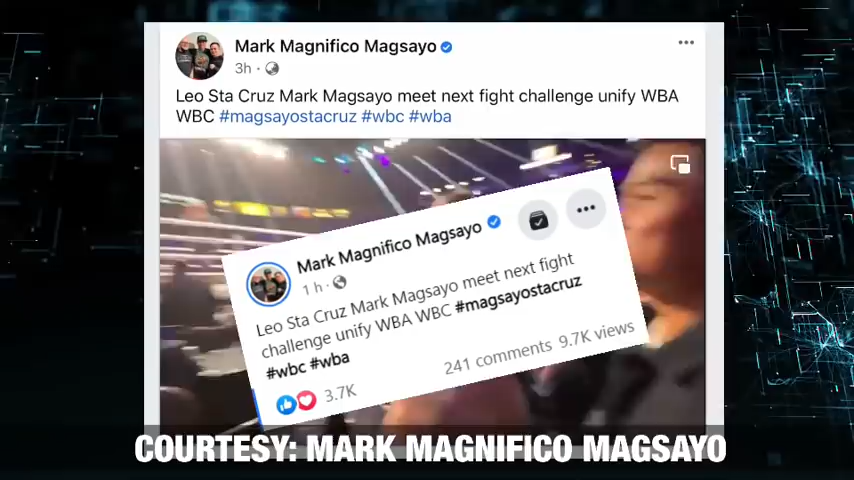 Mark Magnifico Magsayo
3h ·
Leo Sta Cruz Mark Magsayo meet next fight challenge unify WBA
WBC #magsayostacruz #wbc #wba
Mark Magnifico Magsayo
1 h ·
Leo Sta Cruz Mark Magsayo meet next fight
challenge unify WBA WBC #magsayostacruz
#wbc #wba
3.7K 241 comments 9.7K views
COURTESY: MARK MAGNIFICO MAGSAYO